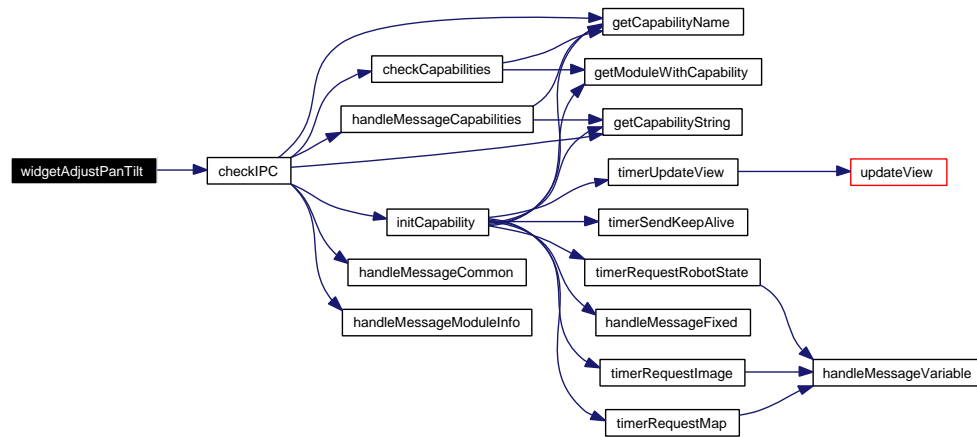 getCapabilityName
checkCapabilities
getModuleWithCapability
handleMessageCapabilities
getCapabilityString
widgetAdjustPanTilt
checkIPC
timerUpdateView
updateView
initCapability
timerSendKeepAlive
handleMessageCommon
timerRequestRobotState
handleMessageModuleInfo
handleMessageFixed
timerRequestImage
handleMessageVariable
timerRequestMap